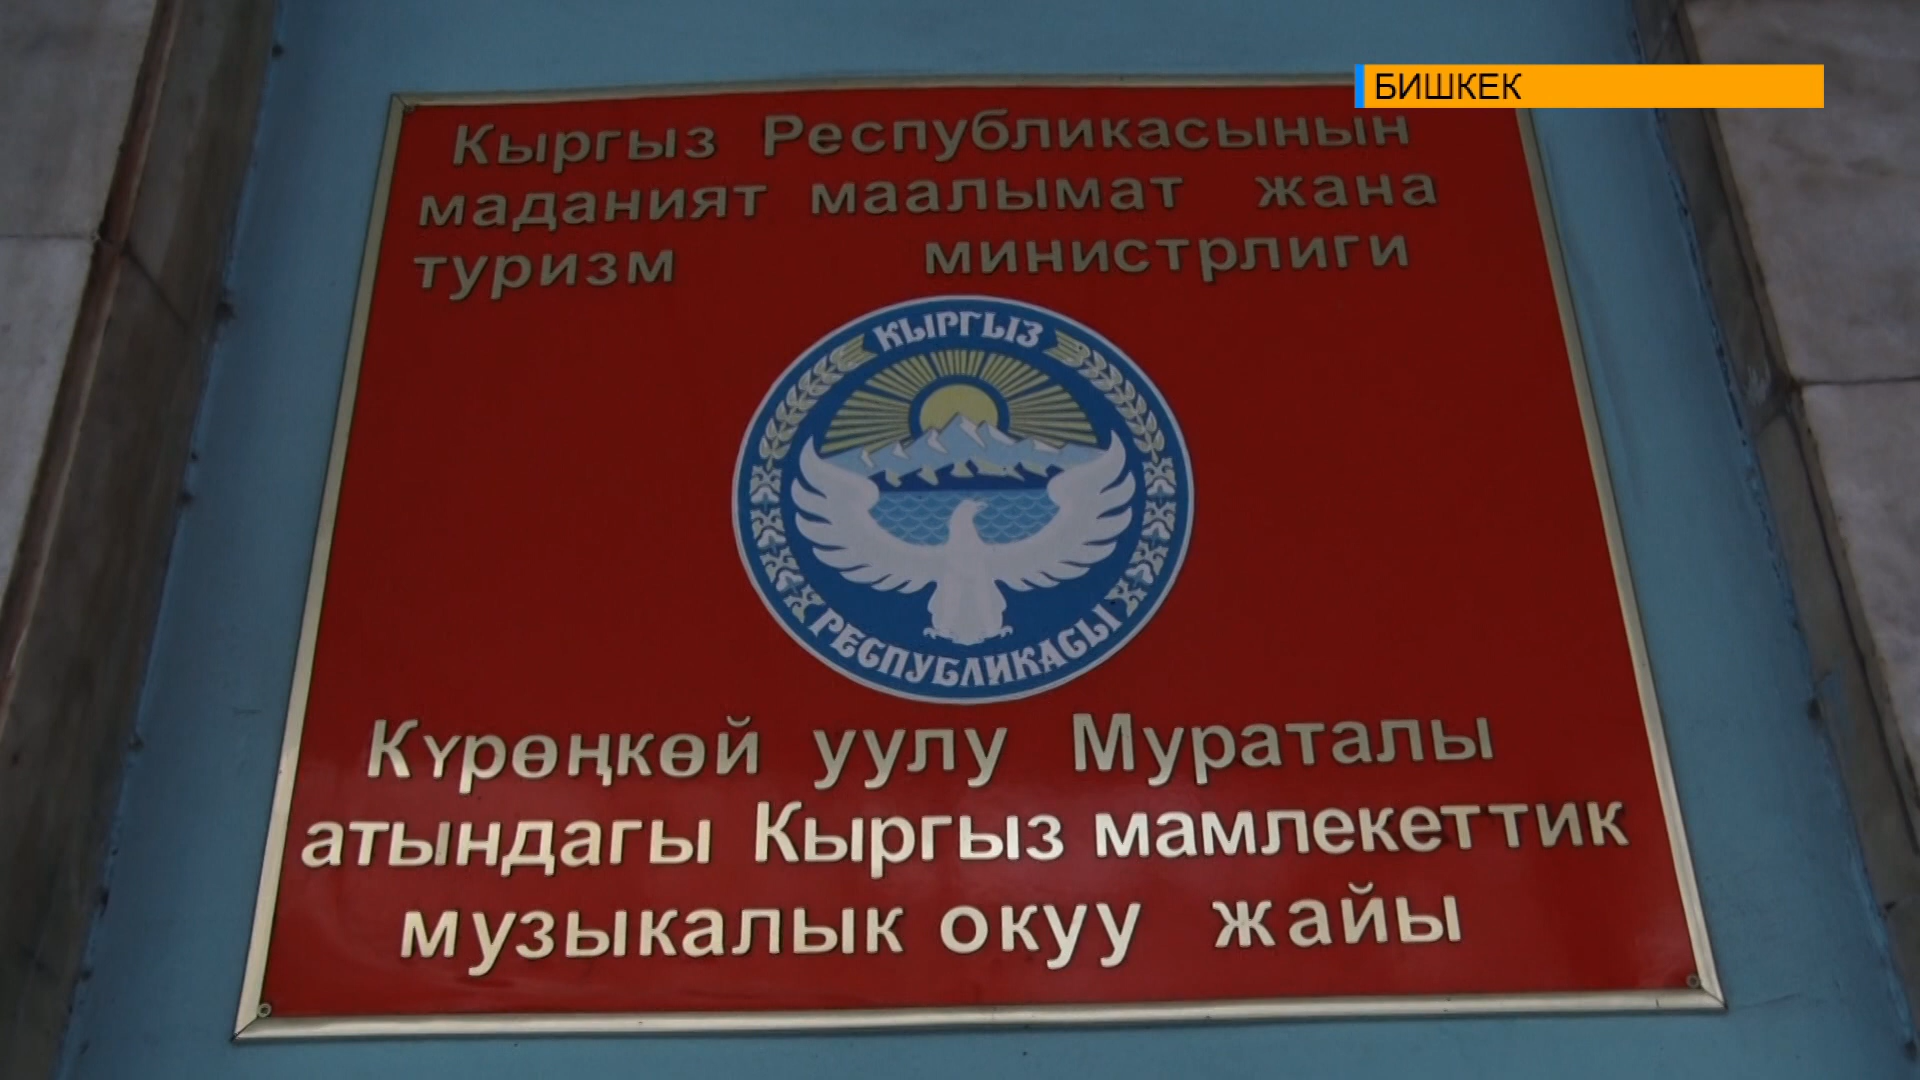 БИШКЕК
Кыргыз Республикасынын
маданият маалымат жана
туризм министрлиги
КЫРГЫЗ
РЕСПУБЛИКАСЫ
Күрөңкөй уулу Мураталы
атындагы Кыргыз мамлекеттик
музыкалык окуу жайы